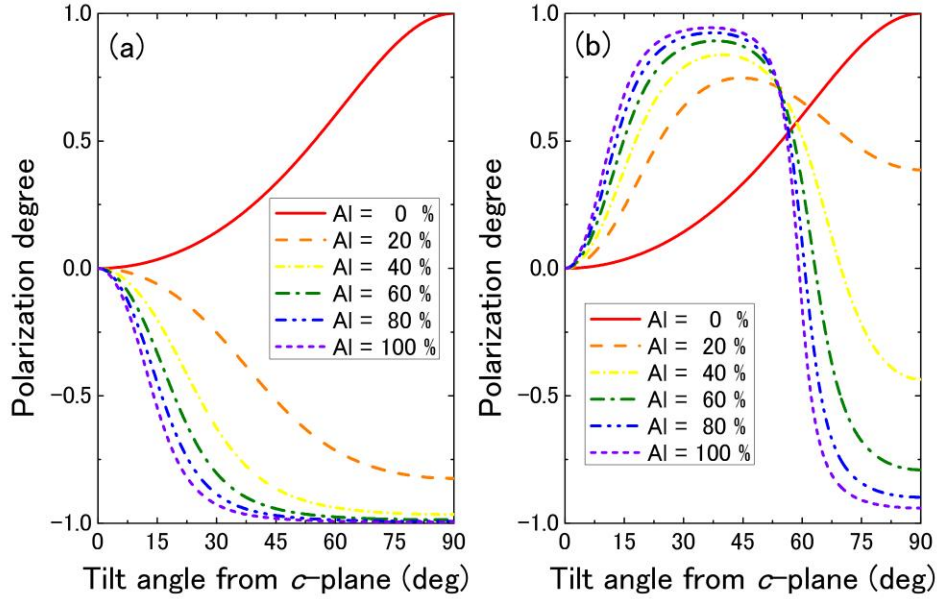 (a)
Polarization degree
1.0
0.5
0.0
−0.5
−1.0
Al = 0 %
Al = 20 %
Al = 40 %
Al = 60 %
Al = 80 %
Al = 100 %
0 15 30 45 60 75 90
Tilt angle from c-plane (deg)
(b)
Polarization degree
1.0
0.5
0.0
−0.5
−1.0
Al = 0 %
Al = 20 %
Al = 40 %
Al = 60 %
Al = 80 %
Al = 100 %
0 15 30 45 60 75 90
Tilt angle from c-plane (deg)